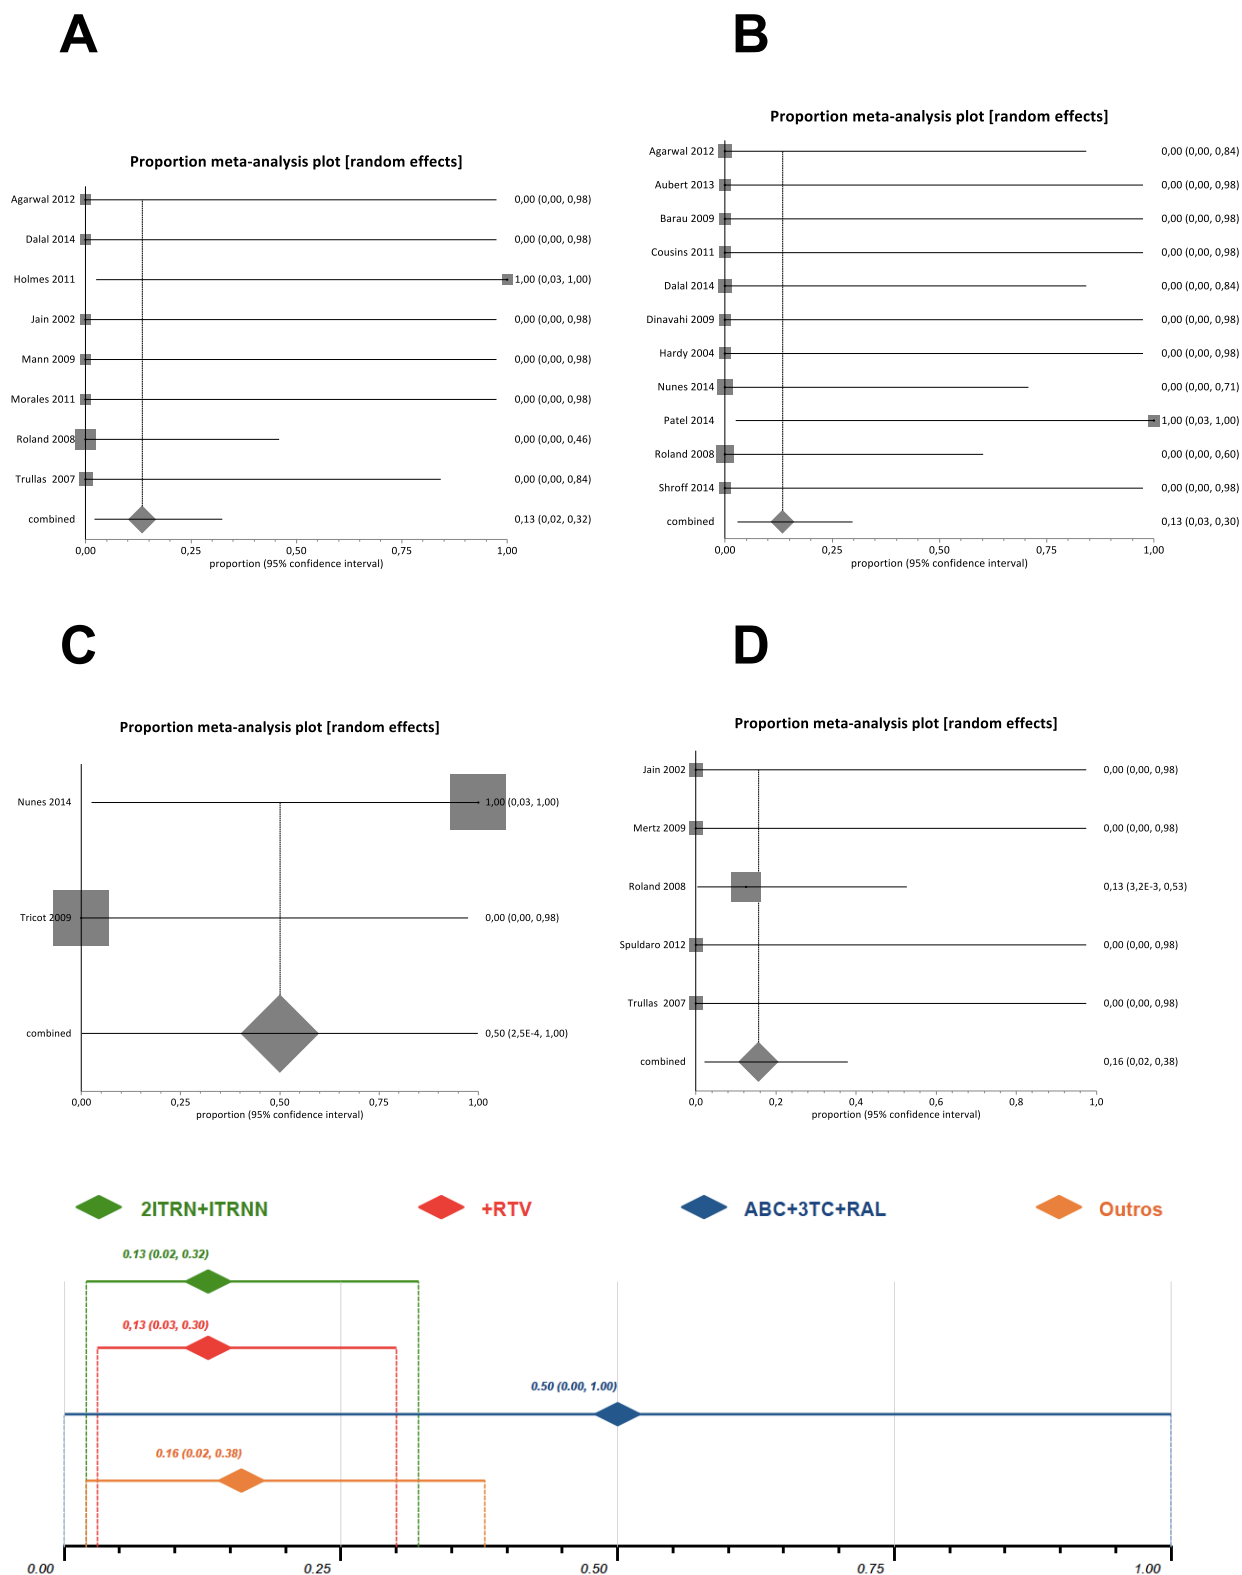 A
B
Proportion meta-analysis plot [random effects]
Agarwal 2012 0,00 (0,00, 0,98)
Dalal 2014 0,00 (0,00, 0,98)
Holmes 2011 1,00 (0,03, 1,00)
Jain 2002 0,00 (0,00, 0,98)
Mann 2009 0,00 (0,00, 0,98)
Morales 2011 0,00 (0,00, 0,98)
Roland 2008 0,00 (0,00, 0,46)
Trullas 2007 0,00 (0,00, 0,84)
combined 0,13 (0,02, 0,32)
0,00 0,25 0,50 0,75 1,00
proportion (95% confidence interval)
Proportion meta-analysis plot [random effects]
Agarwal 2012 0,00 (0,00, 0,84)
Aubert 2013 0,00 (0,00, 0,98)
Barau 2009 0,00 (0,00, 0,98)
Cousins 2011 0,00 (0,00, 0,98)
Dalal 2014 0,00 (0,00, 0,84)
Dinavahi 2009 0,00 (0,00, 0,98)
Hardy 2004 0,00 (0,00, 0,98)
Nunes 2014 0,00 (0,00, 0,71)
Patel 2014 1,00 (0,03, 1,00)
Roland 2008 0,00 (0,00, 0,60)
Shroff 2014 0,00 (0,00, 0,98)
combined 0,13 (0,03, 0,30)
0,00 0,25 0,50 0,75 1,00
proportion (95% confidence interval)
C
D
Proportion meta-analysis plot [random effects]
Nunes 2014 1,00 (0,03, 1,00)
Tricot 2009 0,00 (0,00, 0,98)
combined 0,50 (2,5E-4, 1,00)
0,00 0,25 0,50 0,75 1,00
proportion (95% confidence interval)
Proportion meta-analysis plot [random effects]
Jain 2002 0,00 (0,00, 0,98)
Mertz 2009 0,00 (0,00, 0,98)
Roland 2008 0,13 (3,2E-3, 0,53)
Spuldaro 2012 0,00 (0,00, 0,98)
Trullas 2007 0,00 (0,00, 0,98)
combined 0,16 (0,02, 0,38)
0,0 0,2 0,4 0,6 0,8 1,0
proportion (95% confidence interval)
2ITRN+ITRNN +RTV ABC+3TC+RAL Outros
0.13 (0.02, 0.32)
0,13 (0.03, 0.30)
0.50 (0.00, 1.00)
0.16 (0.02, 0.38)
0.00 0.25 0.50 0.75 1.00